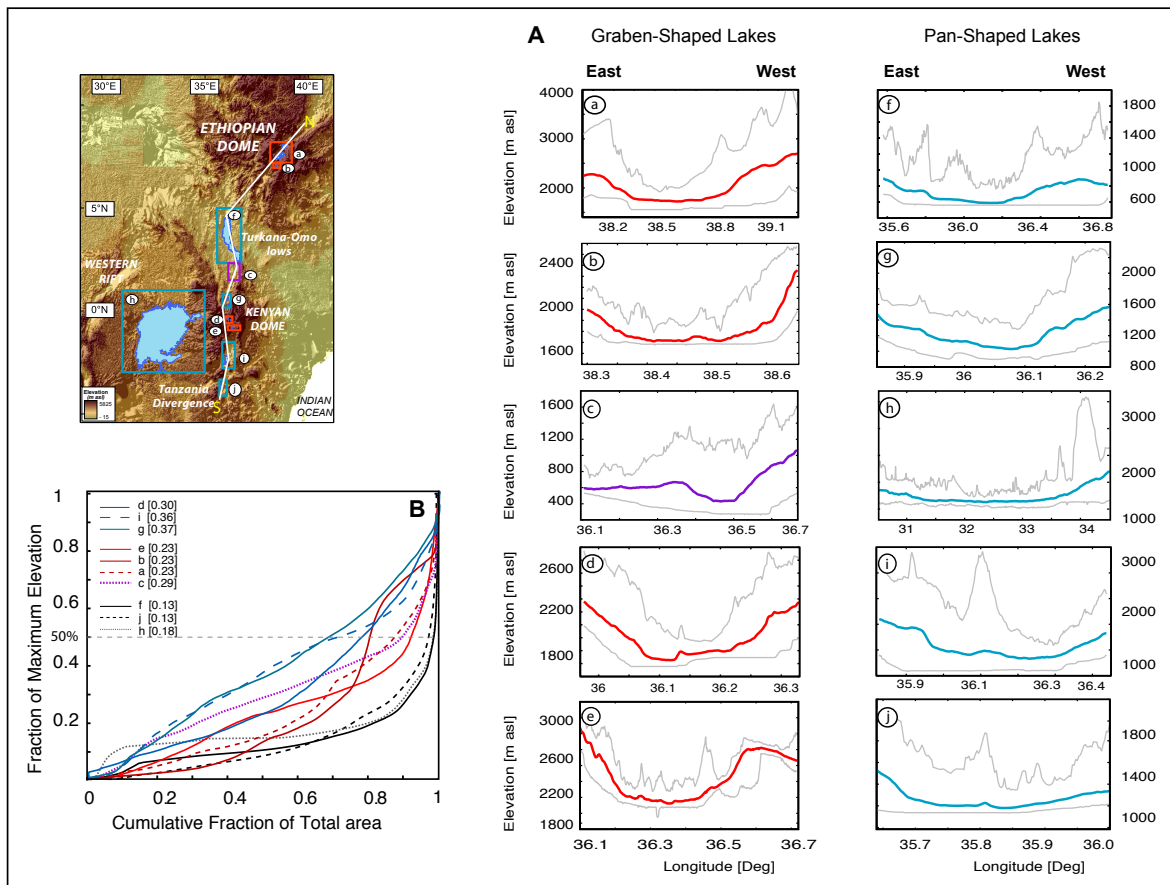 A
Graben-Shaped Lakes
Pan-Shaped Lakes
East
West
East
West
30°E
35°E
40°E
ETHIOPIAN
DOME
N
a
b
5°N
f
Turkana-Omo
lows
WESTERN
RIFT
c
h
g
0°N
d
KENYAN
DOME
e
i
Tanzania
Divergence
j
S
INDIAN
OCEAN
Elevation
(m asl)
5825
- 15
a
Elevation [m asl]
4000
3000
2000
38.2
38.5
38.8
39.1
f
Elevation [m asl]
1800
1400
1000
600
35.6
36.0
36.4
36.8
b
Elevation [m asl]
2400
2000
1600
38.3
38.4
38.5
38.6
g
Elevation [m asl]
2000
1600
1200
800
35.9
36
36.1
36.2
c
Elevation [m asl]
1600
1200
800
400
36.1
36.3
36.5
36.7
h
Elevation [m asl]
3000
2000
1000
31
32
33
34
d
Elevation [m asl]
2600
2200
1800
36
36.1
36.2
36.3
i
Elevation [m asl]
3000
2000
1000
35.9
36.1
36.3
36.4
e
Elevation [m asl]
3000
2600
2200
1800
36.1
36.3
36.5
36.7
Longitude [Deg]
j
Elevation [m asl]
1800
1400
1000
35.7
35.8
35.9
36.0
Longitude [Deg]
B
d [0.30]
i [0.36]
g [0.37]
e [0.23]
b [0.23]
a [0.23]
c [0.29]
f [0.13]
j [0.13]
h [0.18]
1
0.8
0.6
50%
0.4
0.2
0
0.2
0.4
0.6
0.8
1
Fraction of Maximum Elevation
Cumulative Fraction of Total area